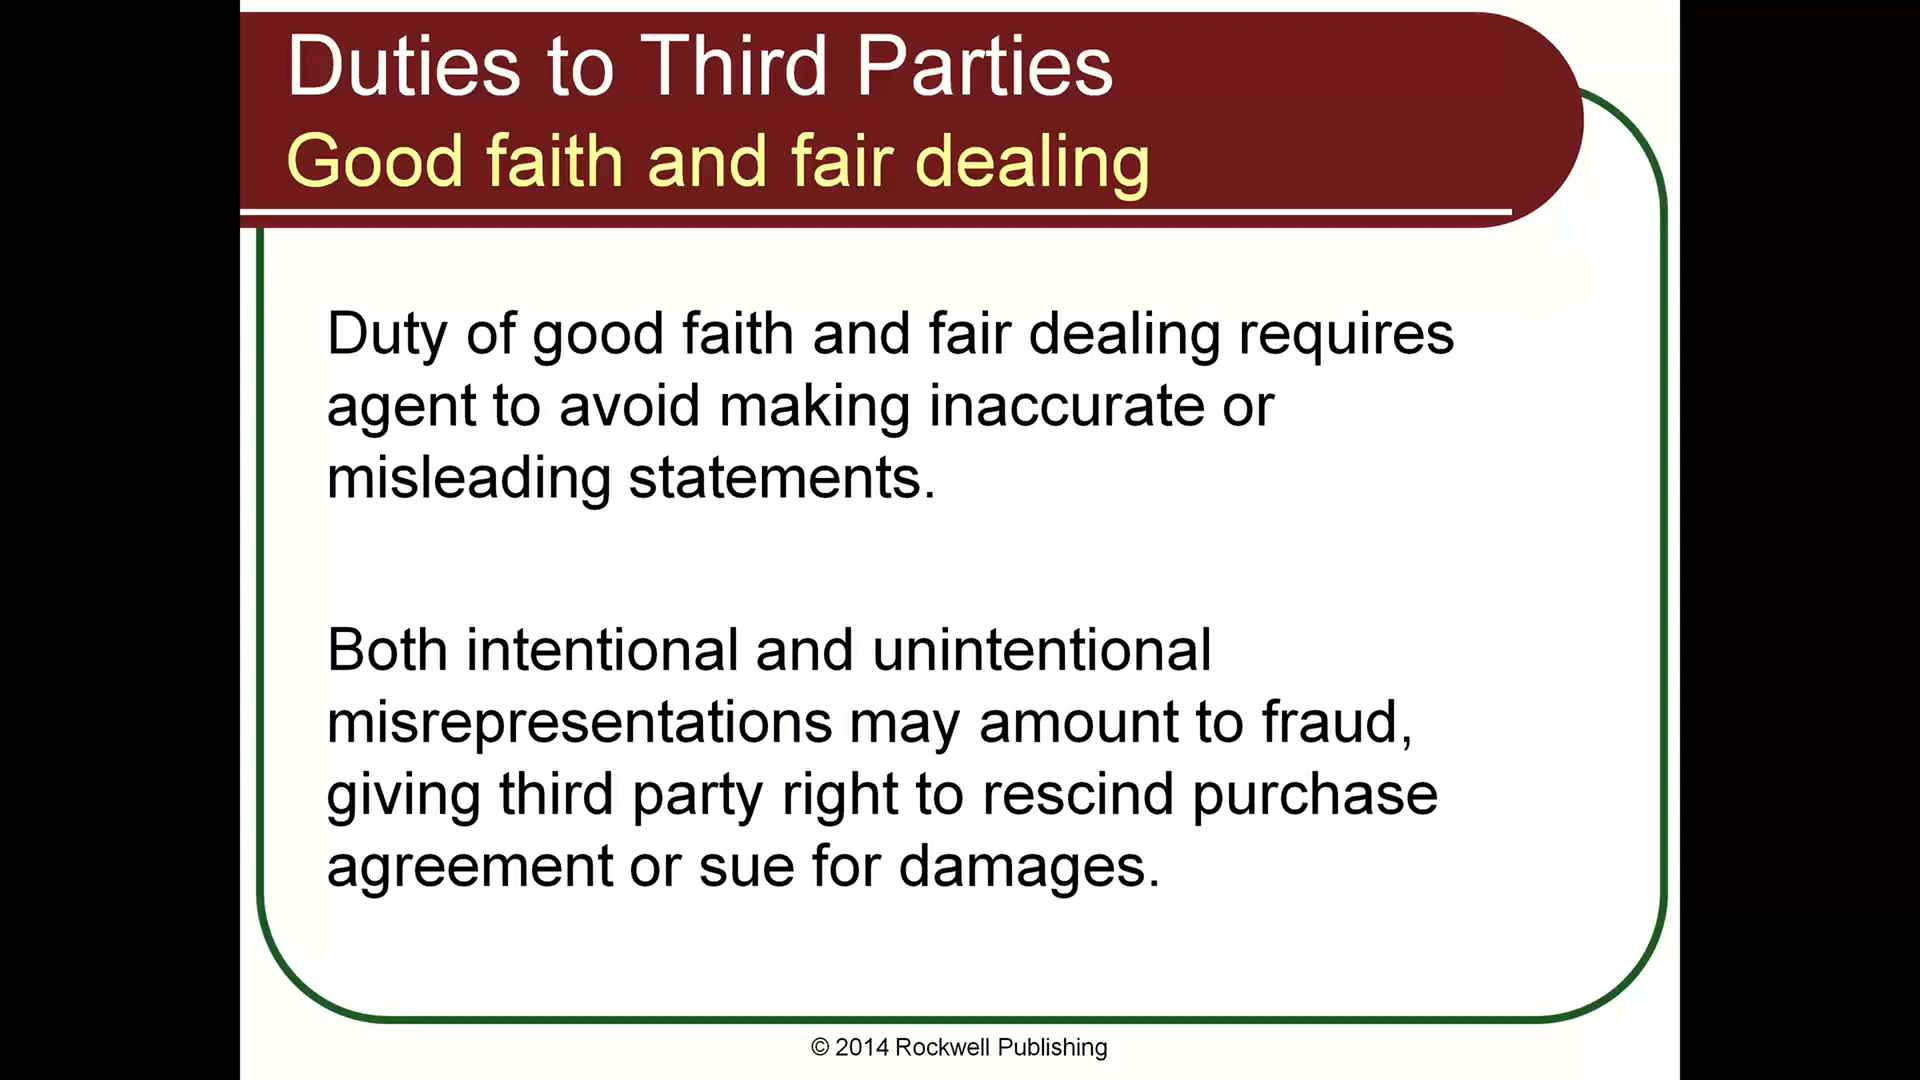 Duties to Third Parties
Good faith and fair dealing
Duty of good faith and fair dealing requires
agent to avoid making inaccurate or
misleading statements.
Both intentional and unintentional
misrepresentations may amount to fraud,
giving third party right to rescind purchase
agreement or sue for damages.
© 2014 Rockwell Publishing